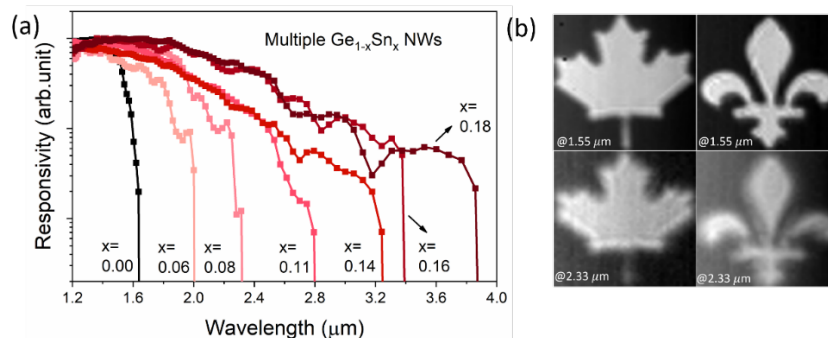 (a)
Multiple Ge₁₋ₓSnₓ NWs
Responsivity (arb.unit)
x=
0.18
x=
0.00
x=
0.06
x=
0.08
x=
0.11
x=
0.14
x=
0.16
1.2 1.6 2.0 2.4 2.8 3.2 3.6 4.0
Wavelength (μm)
(b)
@1.55 μm
@1.55 μm
@2.33 μm
@2.33 μm